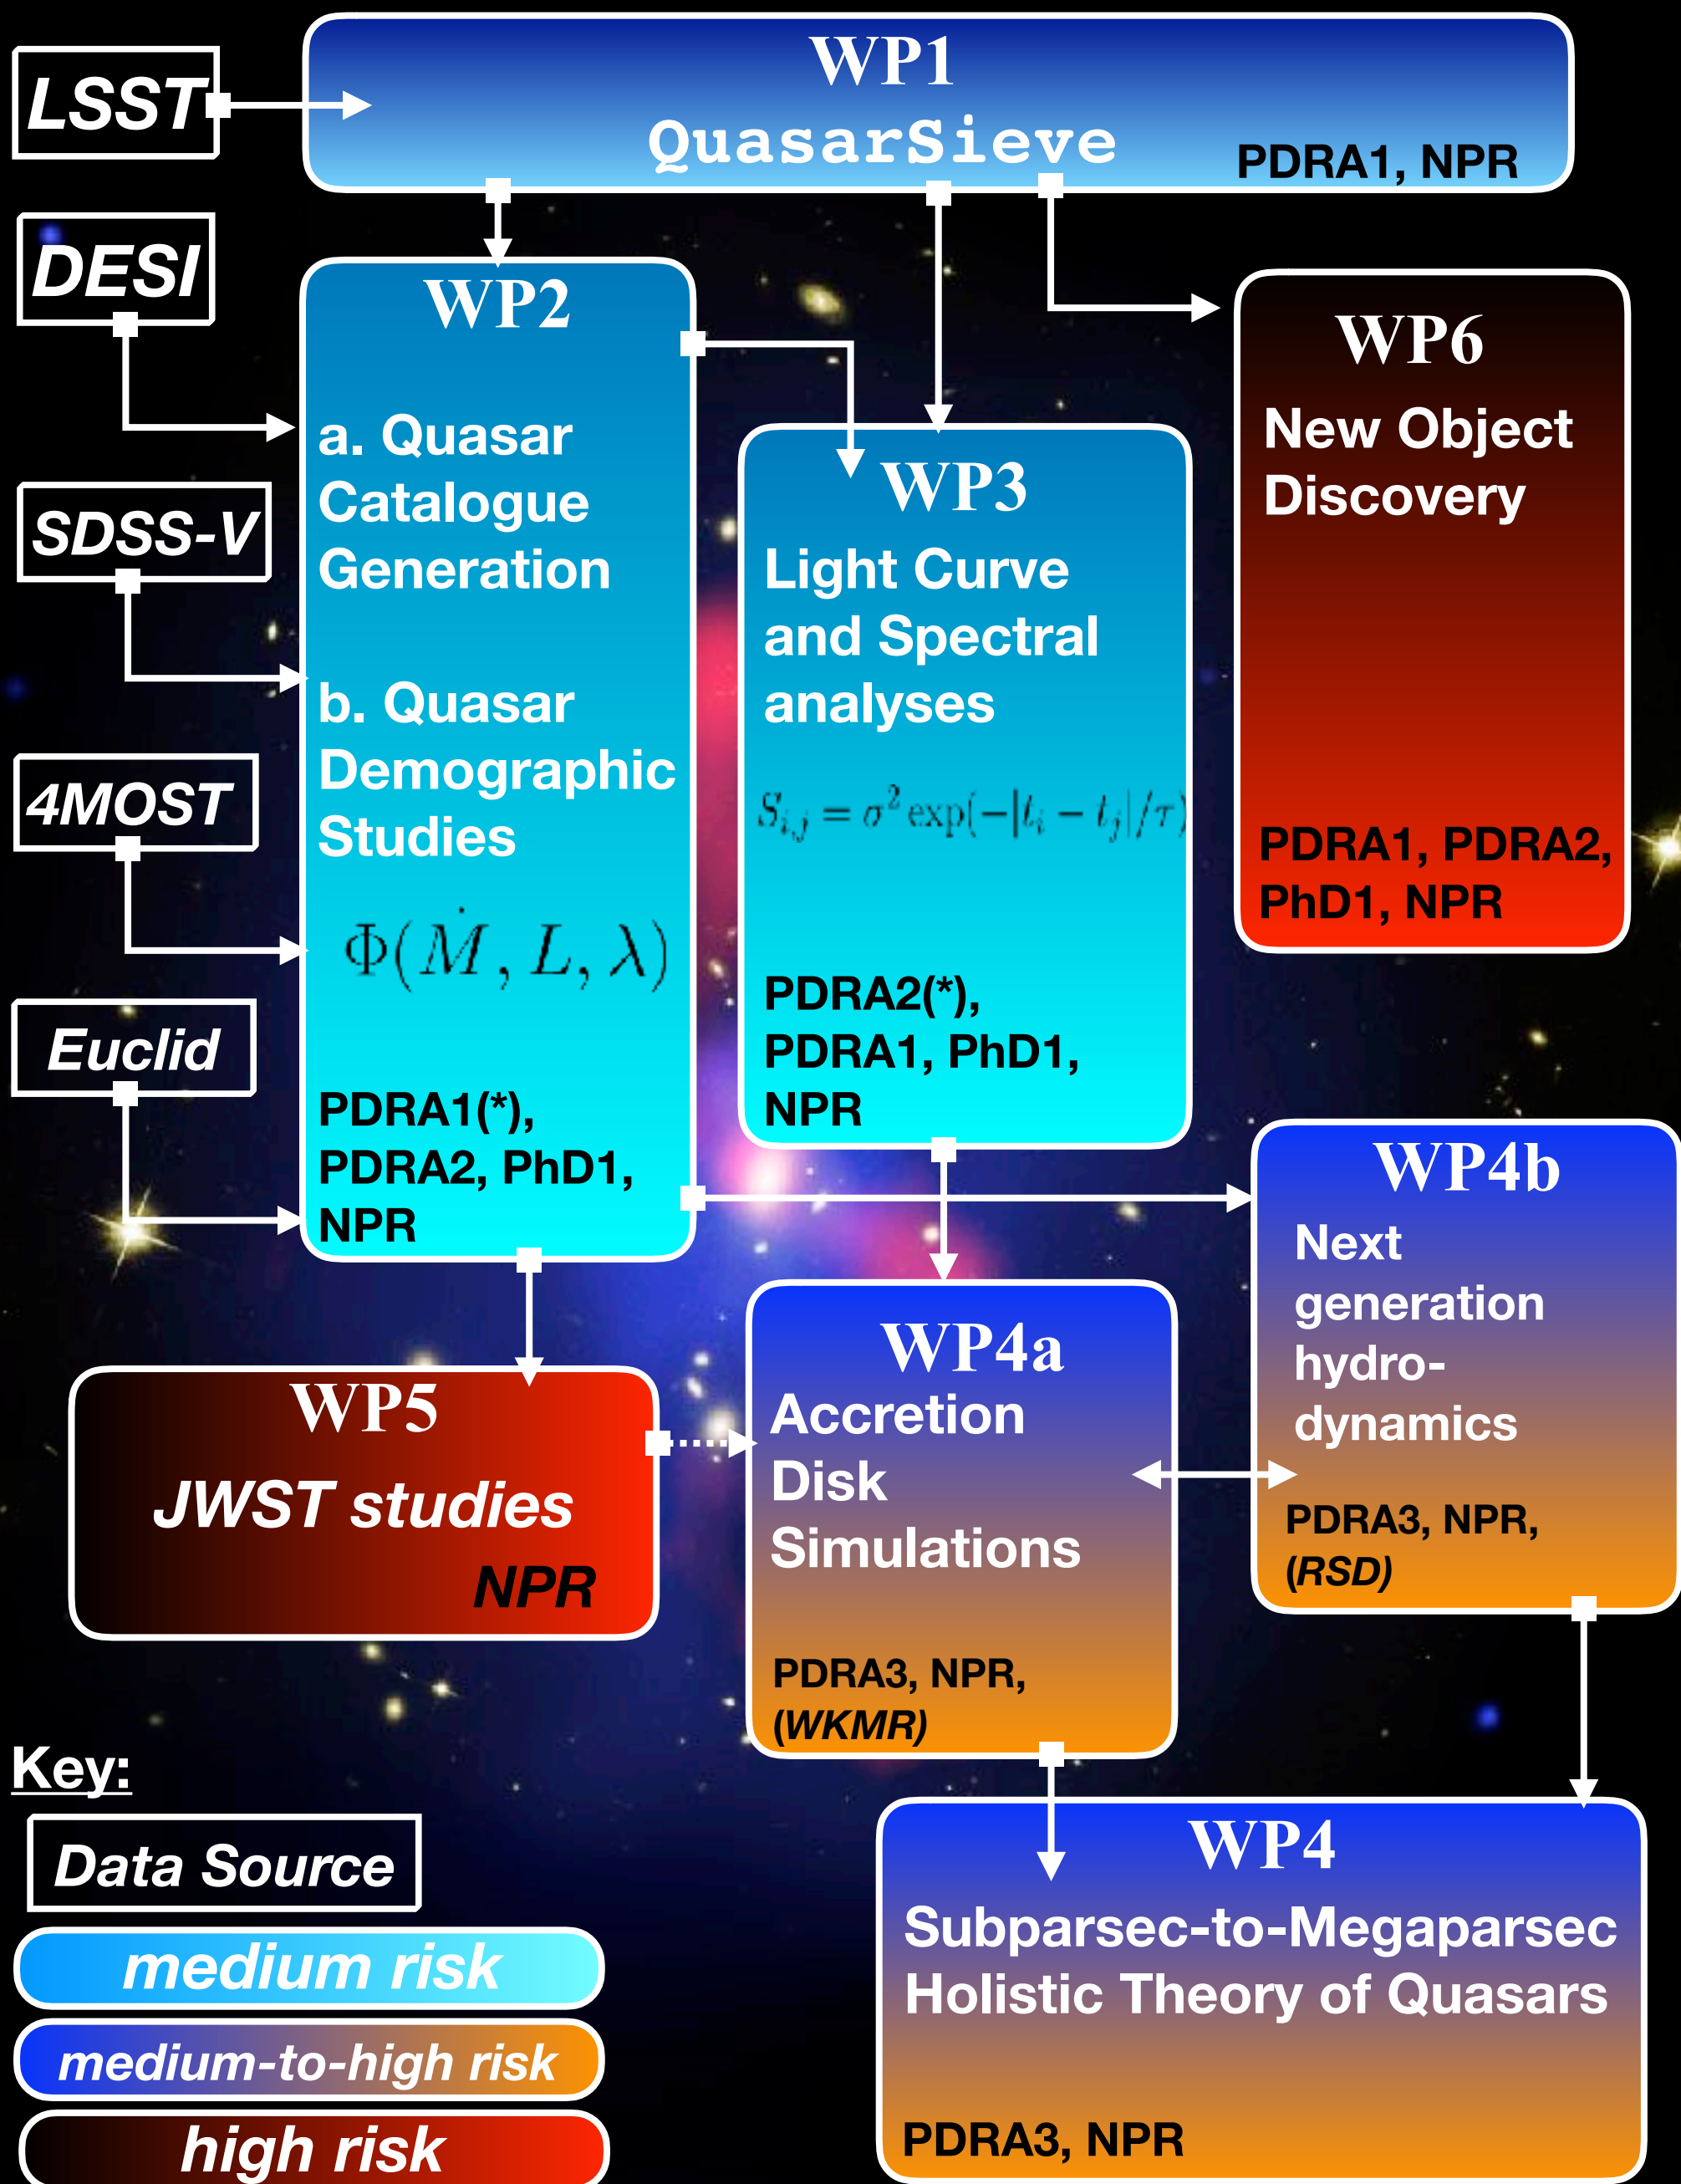 LSST
WP1
QuasarSieve
PDRA1, NPR
DESI
SDSS-V
4MOST
Euclid
WP2
a. Quasar
Catalogue
Generation
b. Quasar
Demographic
Studies
Φ(Ṁ, L, λ)
PDRA1(*),
PDRA2, PhD1,
NPR
WP3
Light Curve
and Spectral
analyses
S_{i,j} = σ² exp(−|t_i − t_j|/τ)
PDRA2(*),
PDRA1, PhD1,
NPR
WP6
New Object
Discovery
PDRA1, PDRA2,
PhD1, NPR
WP4b
Next
generation
hydro-
dynamics
PDRA3, NPR,
(RSD)
WP5
JWST studies
NPR
WP4a
Accretion
Disk
Simulations
PDRA3, NPR,
(WKMR)
WP4
Subparsec-to-Megaparsec
Holistic Theory of Quasars
PDRA3, NPR
Key:
Data Source
medium risk
medium-to-high risk
high risk